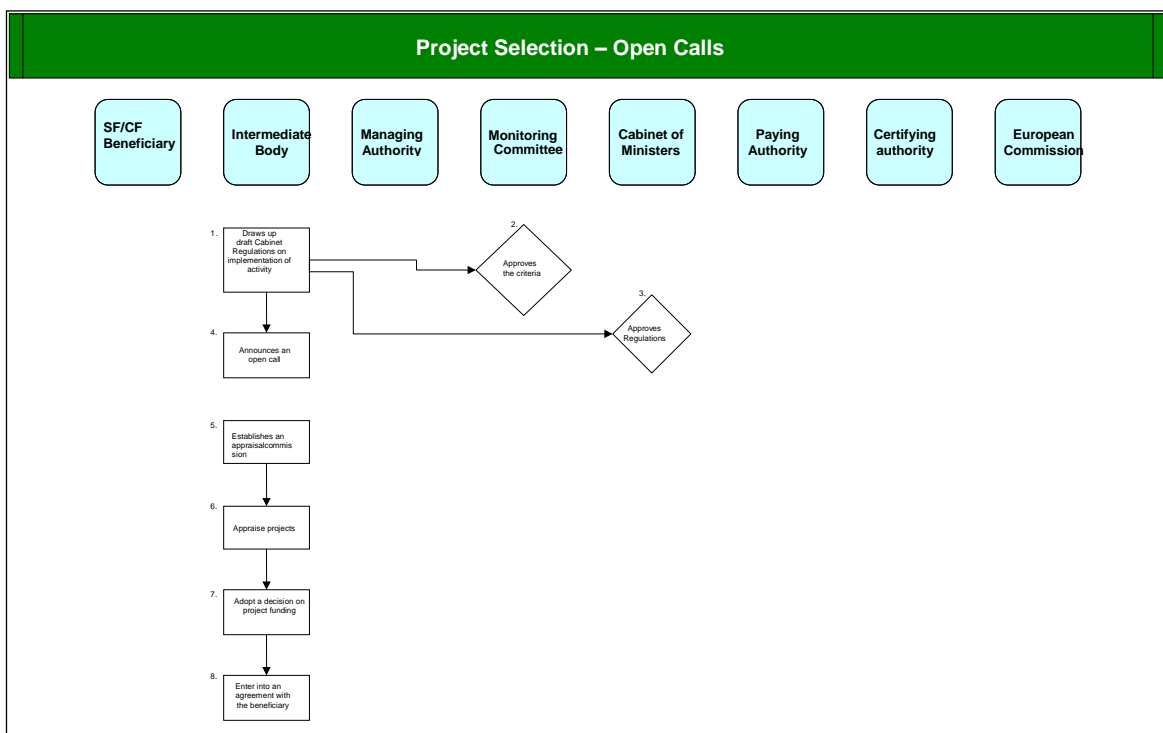 Project Selection – Open Calls
SF/CF
Beneficiary
Intermediate
Body
Managing
Authority
Monitoring
Committee
Cabinet of
Ministers
Paying
Authority
Certifying
authority
European
Commission
1.
Draws up
draft Cabinet
Regulations on
implementation of
activity
2.
Approves
the criteria
3.
Approves
Regulations
4.
Announces an
open call
5.
Establishes an
appraisalcommis
sion
6.
Appraise projects
7.
Adopt a decision on
project funding
8.
Enter into an
agreement with
the beneficiary